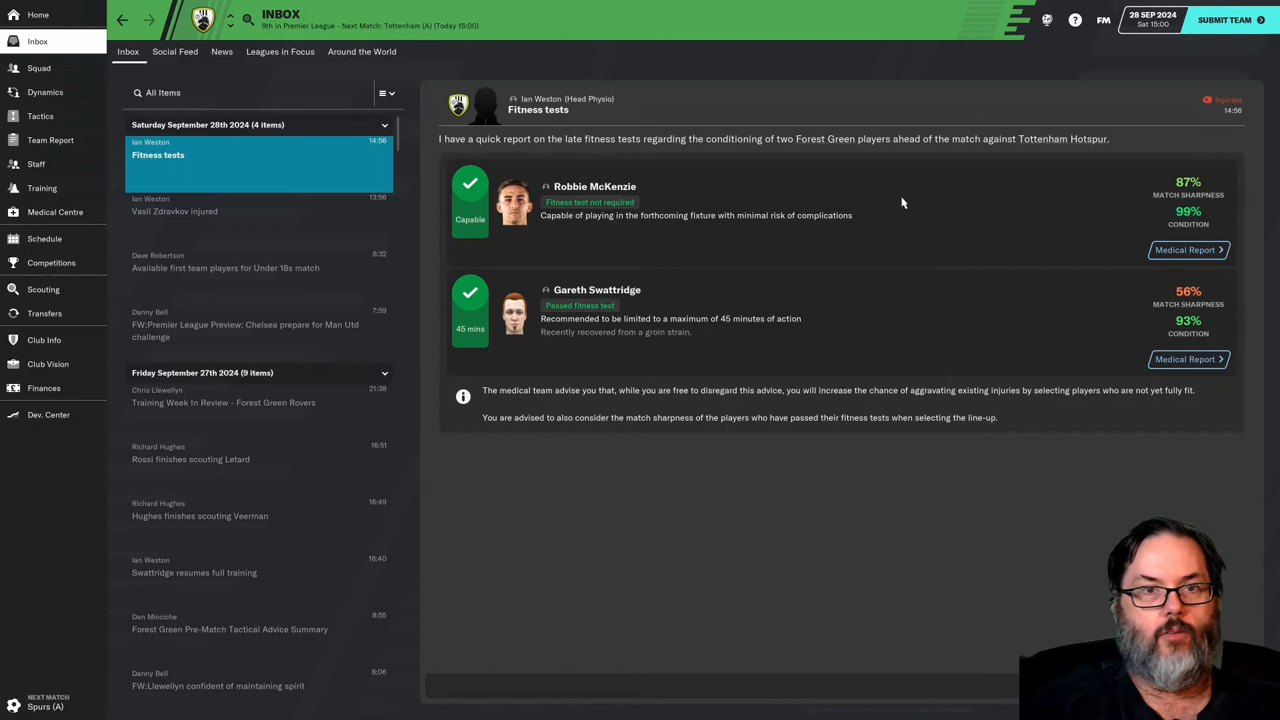 Home
INBOX
9th in Premier League - Next Match: Tottenham (A) (Today 15:00)
FM
28 SEP 2024
Sat 15:00
SUBMIT TEAM
Inbox
Squad
Dynamics
Tactics
Team Report
Staff
Training
Medical Centre
Schedule
Competitions
Scouting
Transfers
Club Info
Club Vision
Finances
Dev. Center
NEXT MATCH
Spurs (A)
Inbox
Social Feed
News
Leagues in Focus
Around the World
All Items
Saturday September 28th 2024 (4 items)
Ian Weston 14:56
Fitness tests
Ian Weston 13:56
Vasil Zdravkov injured
Dave Robertson 8:32
Available first team players for Under 18s match
Danny Bell 7:59
FW:Premier League Preview: Chelsea prepare for Man Utd
challenge
Friday September 27th 2024 (9 items)
Chris Llewellyn 21:38
Training Week In Review - Forest Green Rovers
Richard Hughes 16:51
Rossi finishes scouting Letard
Richard Hughes 16:49
Hughes finishes scouting Veerman
Ian Weston 16:40
Swattridge resumes full training
Dan Micciche 8:55
Forest Green Pre-Match Tactical Advice Summary
Danny Bell 8:06
FW:Llewellyn confident of maintaining spirit
Ian Weston (Head Physio)
Fitness tests
Injuries
14:56
I have a quick report on the late fitness tests regarding the conditioning of two Forest Green players ahead of the match against Tottenham Hotspur.
Capable
Robbie McKenzie
Fitness test not required
Capable of playing in the forthcoming fixture with minimal risk of complications
87%
MATCH SHARPNESS
99%
CONDITION
Medical Report
45 mins
Gareth Swattridge
Passed fitness test
Recommended to be limited to a maximum of 45 minutes of action
Recently recovered from a groin strain.
56%
MATCH SHARPNESS
93%
CONDITION
Medical Report
The medical team advise you that, while you are free to disregard this advice, you will increase the chance of aggravating existing injuries by selecting players who are not yet fully fit.
You are advised to also consider the match sharpness of the players who have passed their fitness tests when selecting the line-up.